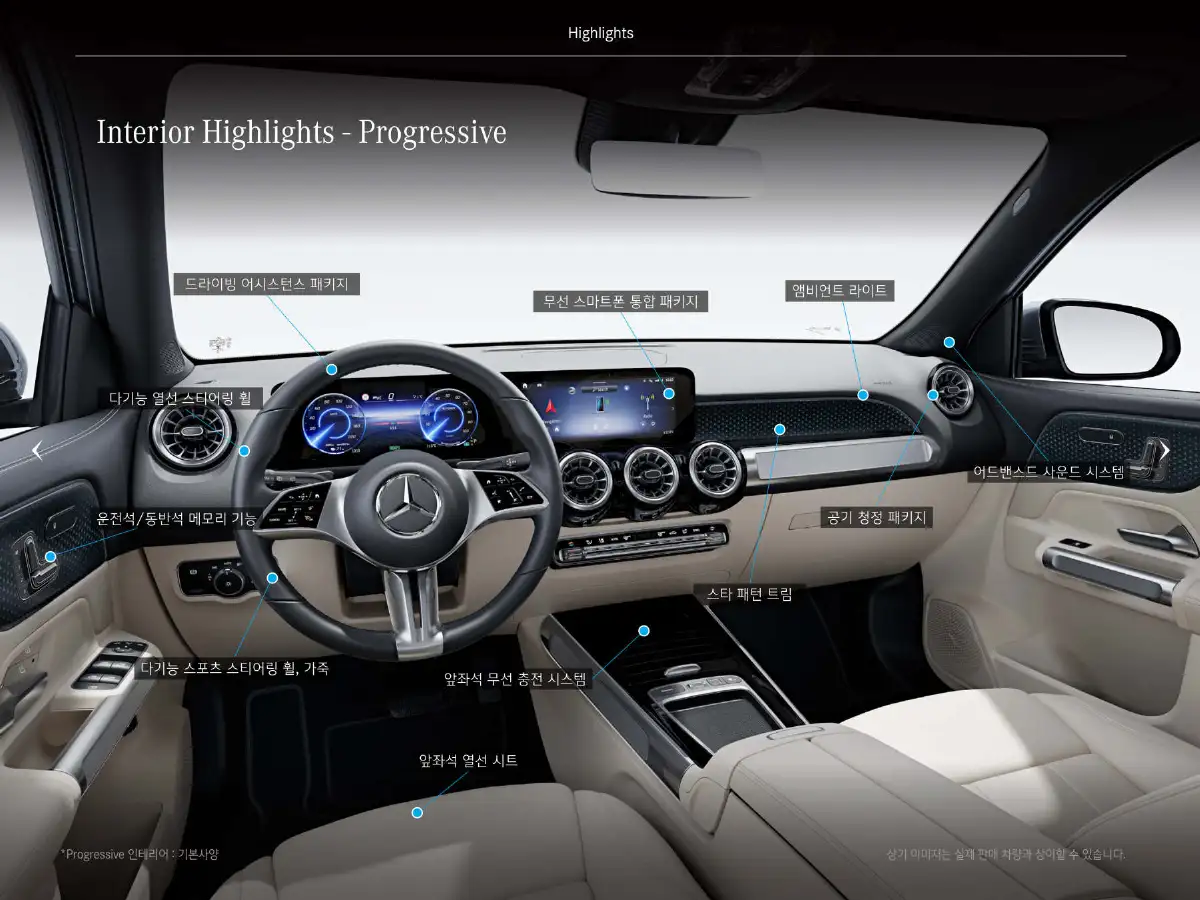 Highlights
Interior Highlights - Progressive
드라이빙 어시스턴스 패키지
무선 스마트폰 통합 패키지
앰비언트 라이트
다기능 열선 스티어링 휠
어드밴스드 사운드 시스템
운전석/동반석 메모리 기능
공기 청정 패키지
스타 패턴 트림
다기능 스포츠 스티어링 휠, 가죽
앞좌석 무선 충전 시스템
앞좌석 열선 시트
*Progressive 인테리어 : 기본사양
상기 이미지는 실제 판매 차량과 상이할 수 있습니다.